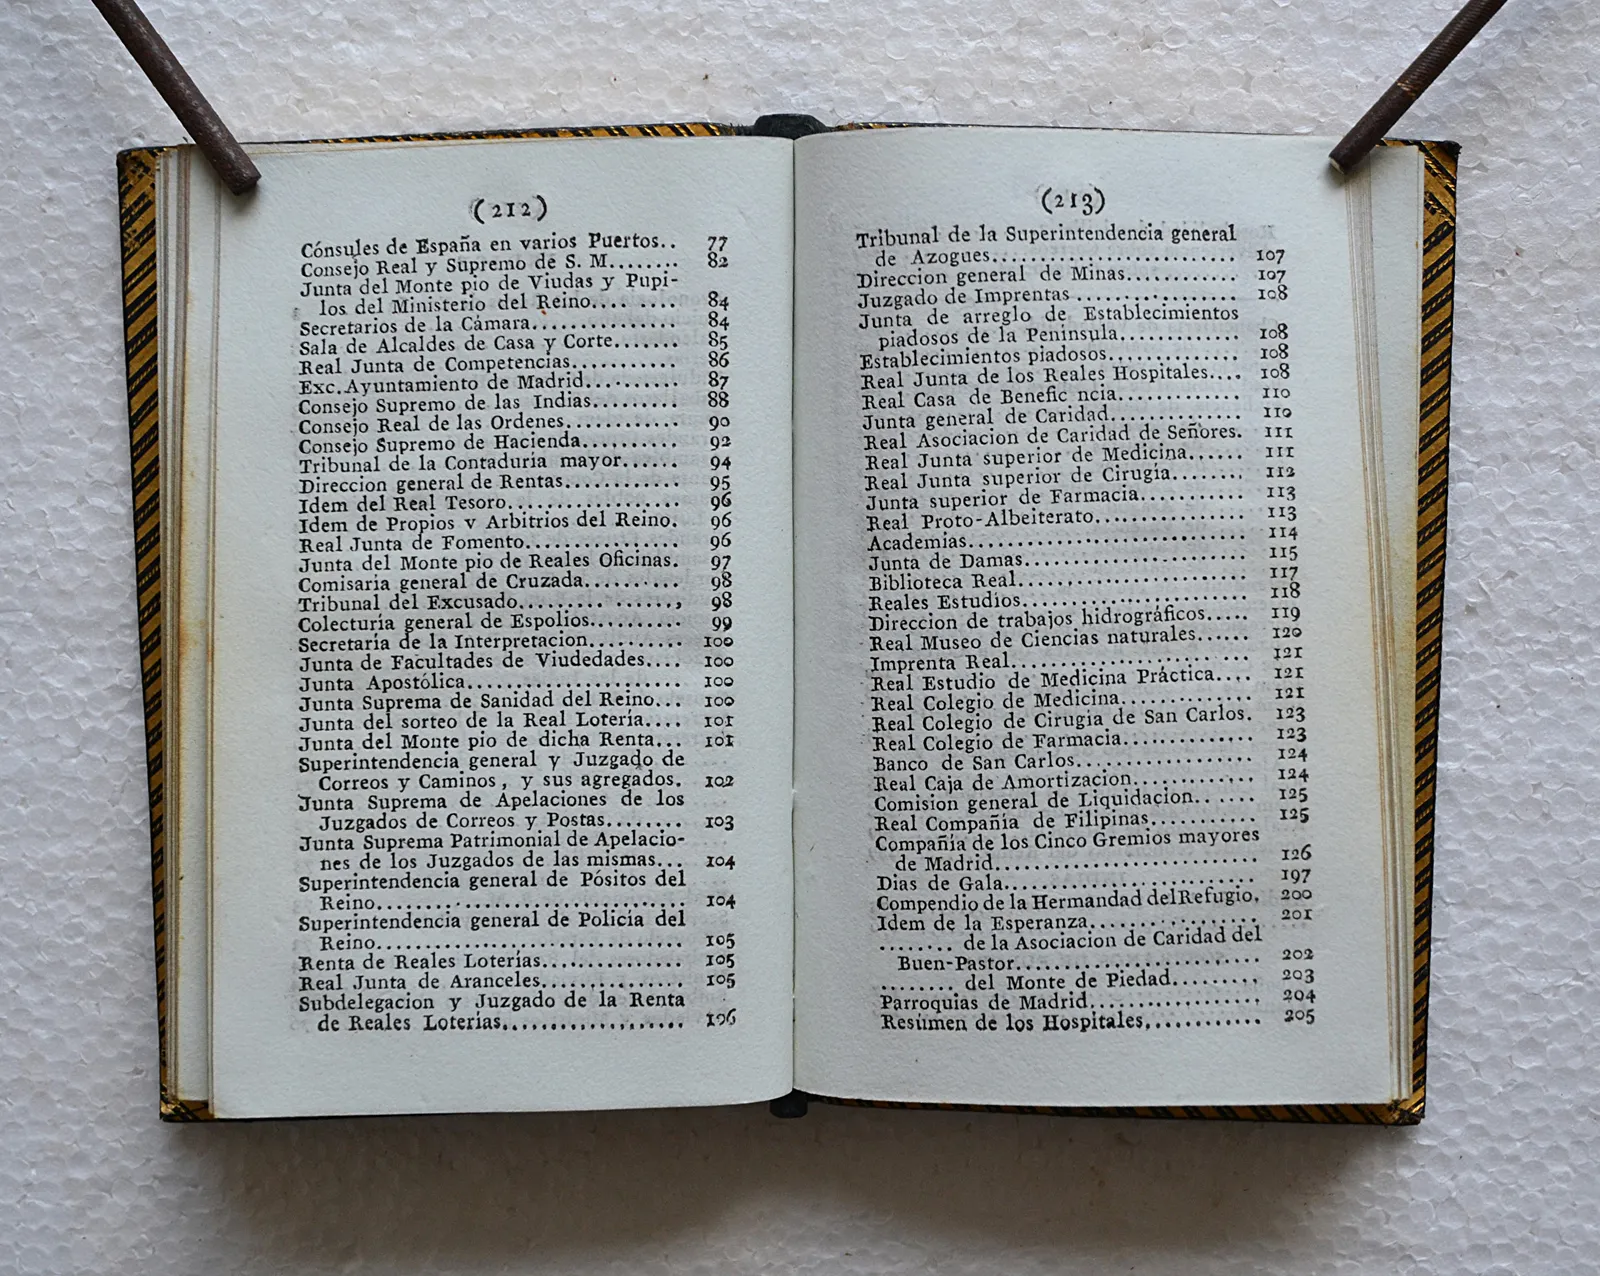 (212)
Cónsules de España en varios Puertos.. 77
Consejo Real y Supremo de S. M........ 82
Junta del Monte pio de Viudas y Pupi-
los del Ministerio del Reino.......... 84
Secretarios de la Cámara............... 84
Sala de Alcaldes de Casa y Corte....... 85
Real Junta de Competencias........... 86
Exc. Ayuntamiento de Madrid.......... 87
Consejo Supremo de las Indias......... 88
Consejo Real de las Ordenes............ 90
Consejo Supremo de Hacienda.......... 92
Tribunal de la Contaduría mayor...... 94
Direccion general de Rentas............ 95
Idem del Real Tesoro.................. 96
Idem de Propios y Arbitrios del Reino. 96
Real Junta de Fomento................ 96
Junta del Monte pio de Reales Oficinas. 97
Comisaría general de Cruzada.......... 98
Tribunal del Excusado................, 98
Colecturía general de Espolios......... 99
Secretaría de la Interpretacion.......... 100
Junta de Facultades de Viudedades.... 100
Junta Apostólica...................... 100
Junta Suprema de Sanidad del Reino... 100
Junta del sorteo de la Real Lotería.... 101
Junta del Monte pio de dicha Renta... 101
Superintendencia general y Juzgado de
Correos y Caminos, y sus agregados. 102
Junta Suprema de Apelaciones de los
Juzgados de Correos y Postas........ 103
Junta Suprema Patrimonial de Apelacio-
nes de los Juzgados de las mismas... 104
Superintendencia general de Pósitos del
Reino................................ 104
Superintendencia general de Policía del
Reino................................ 105
Renta de Reales Loterías............... 105
Real Junta de Aranceles............... 105
Subdelegacion y Juzgado de la Renta
de Reales Loterías................... 106
(213)
Tribunal de la Superintendencia general
de Azogues.......................... 107
Direccion general de Minas............ 107
Juzgado de Imprentas ................. 108
Junta de arreglo de Establecimientos
piadosos de la Península............ 108
Establecimientos piadosos............. 108
Real Junta de los Reales Hospitales.... 108
Real Casa de Benefic ncia............. 110
Junta general de Caridad.............. 110
Real Asociacion de Caridad de Señores. 111
Real Junta superior de Medicina...... 111
Real Junta superior de Cirugía........ 112
Junta superior de Farmacia........... 113
Real Proto-Albeiterato................ 113
Academias............................. 114
Junta de Damas....................... 115
Biblioteca Real........................ 117
Reales Estudios....................... 118
Direccion de trabajos hidrográficos..... 119
Real Museo de Ciencias naturales...... 120
Imprenta Real......................... 121
Real Estudio de Medicina Práctica.... 121
Real Colegio de Medicina............. 121
Real Colegio de Cirugia de San Carlos. 123
Real Colegio de Farmacia............. 123
Banco de San Carlos.................. 124
Real Caja de Amortizacion............ 124
Comision general de Liquidacion...... 125
Real Compañía de Filipinas........... 125
Compañía de los Cinco Gremios mayores
de Madrid........................... 126
Dias de Gala.......................... 197
Compendio de la Hermandad del Refugio. 200
Idem de la Esperanza................. 201
........ de la Asociacion de Caridad del
Buen-Pastor......................... 202
........ del Monte de Piedad......... 203
Parroquias de Madrid................. 204
Resúmen de los Hospitales............ 205